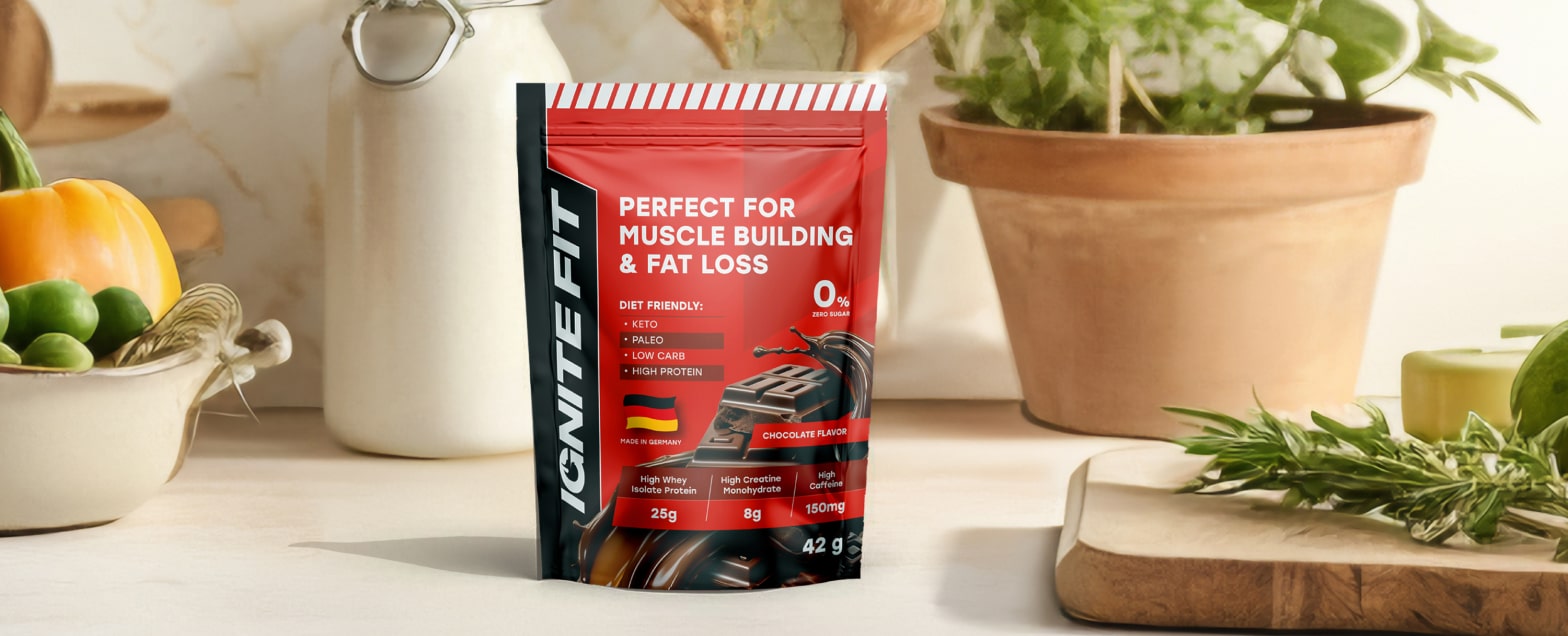 IGNITE FIT
PERFECT FOR
MUSCLE BUILDING
& FAT LOSS
0%
ZERO SUGAR
DIET FRIENDLY:
• KETO
• PALEO
• LOW CARB
• HIGH PROTEIN
MADE IN GERMANY
CHOCOLATE FLAVOR
High Whey
Isolate Protein
25g
High Creatine
Monohydrate
8g
High
Caffeine
150mg
42 g